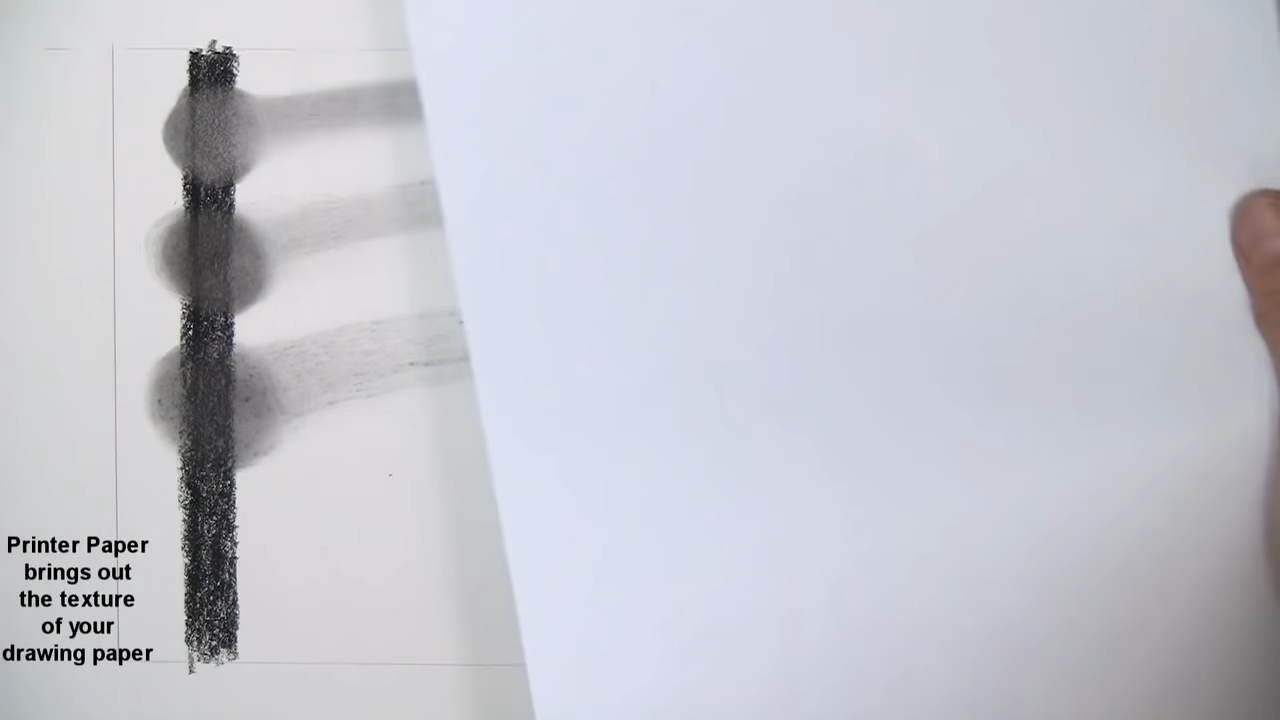 Printer Paper
brings out
the texture
of your
drawing paper